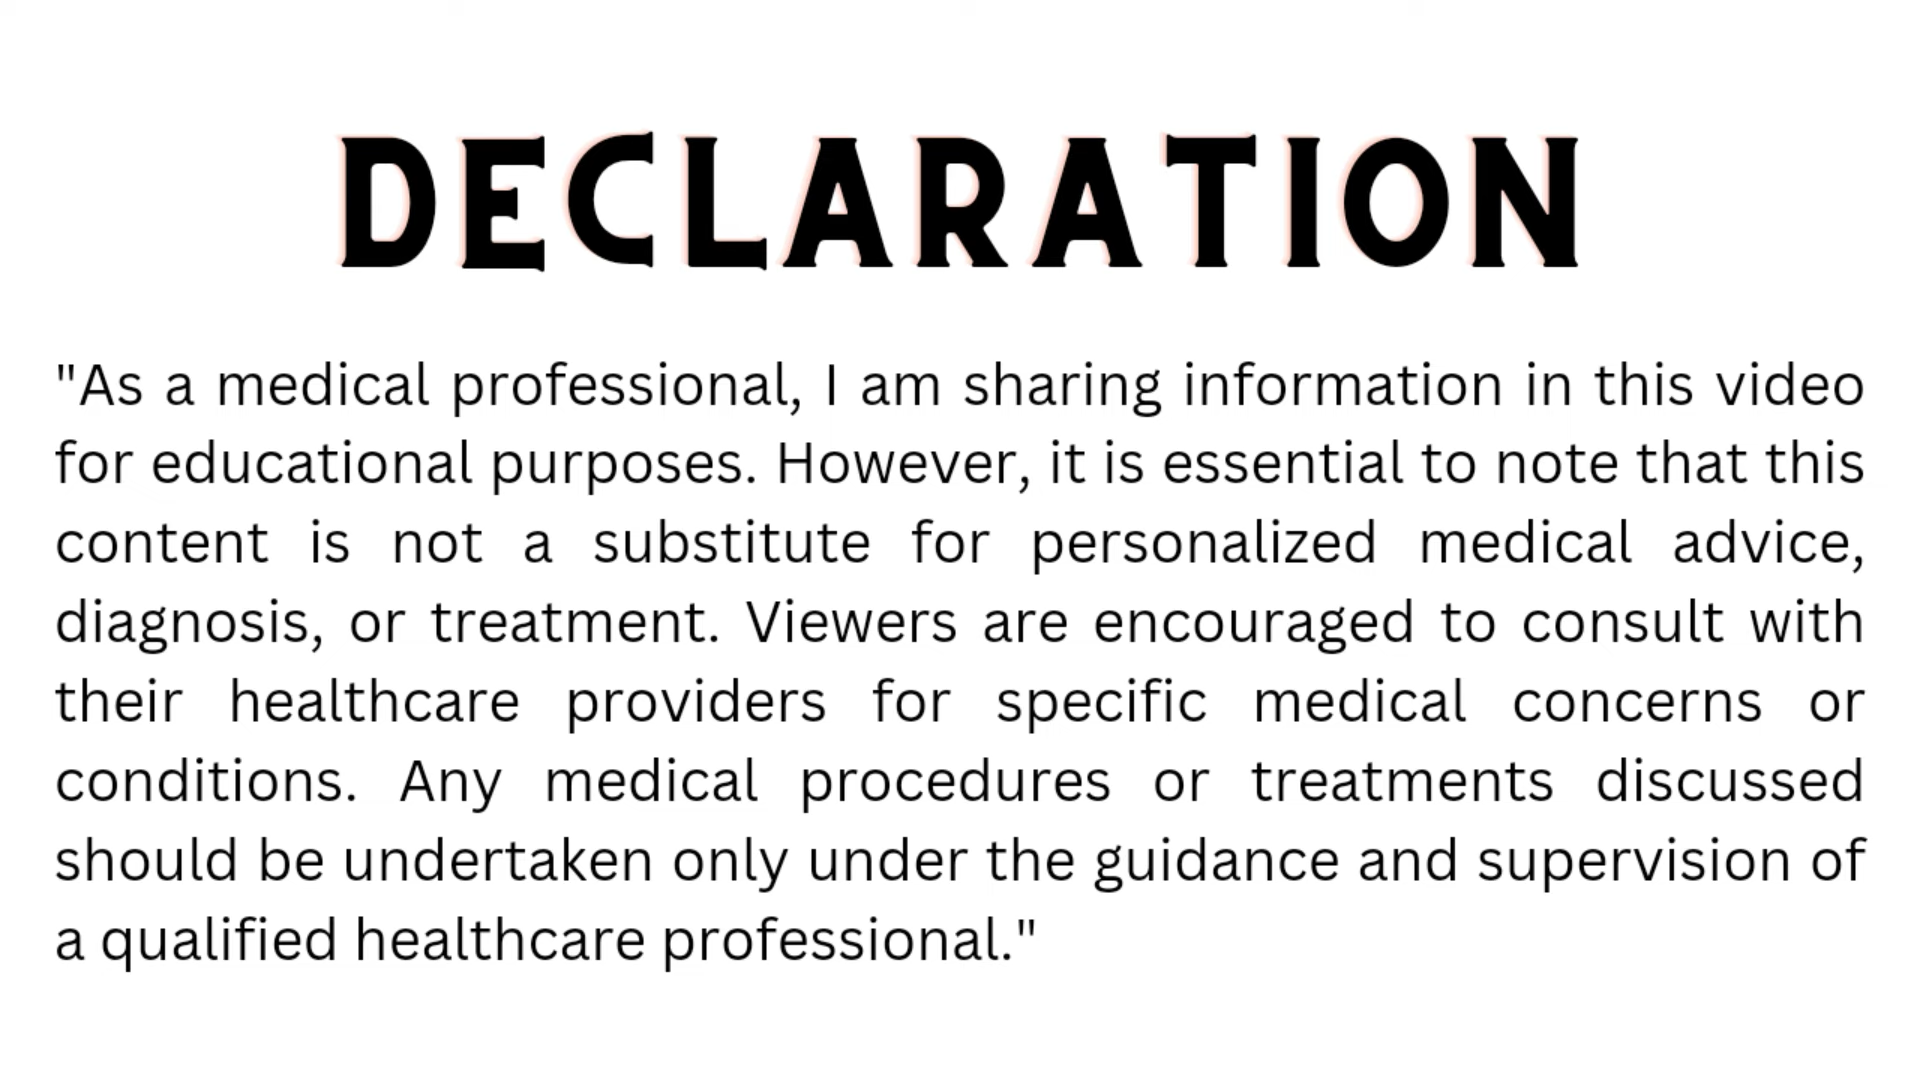 DECLARATION
"As a medical professional, I am sharing information in this video
for educational purposes. However, it is essential to note that this
content is not a substitute for personalized medical advice,
diagnosis, or treatment. Viewers are encouraged to consult with
their healthcare providers for specific medical concerns or
conditions. Any medical procedures or treatments discussed
should be undertaken only under the guidance and supervision of
a qualified healthcare professional."